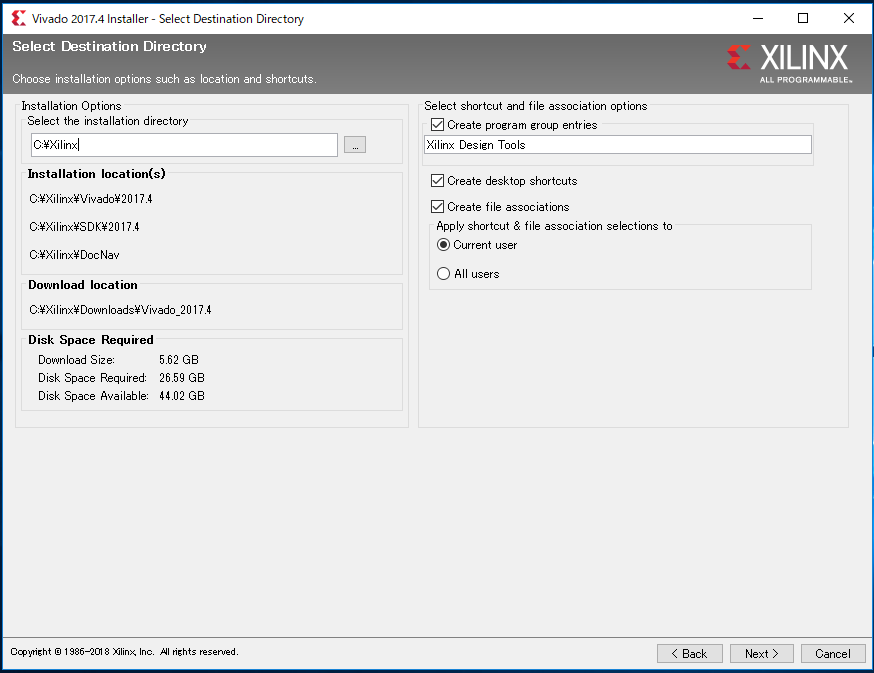 Vivado 2017.4 Installer - Select Destination Directory
Select Destination Directory
Choose installation options such as location and shortcuts.
XILINX
ALL PROGRAMMABLE™
Installation Options
Select the installation directory
C:¥Xilinx
...
Installation location(s)
C:¥Xilinx¥Vivado¥2017.4
C:¥Xilinx¥SDK¥2017.4
C:¥Xilinx¥DocNav
Download location
C:¥Xilinx¥Downloads¥Vivado_2017.4
Disk Space Required
Download Size: 5.62 GB
Disk Space Required: 26.59 GB
Disk Space Available: 44.02 GB
Select shortcut and file association options
Create program group entries
Xilinx Design Tools
Create desktop shortcuts
Create file associations
Apply shortcut & file association selections to
Current user
All users
Copyright © 1986-2018 Xilinx, Inc. All rights reserved.
< Back
Next >
Cancel